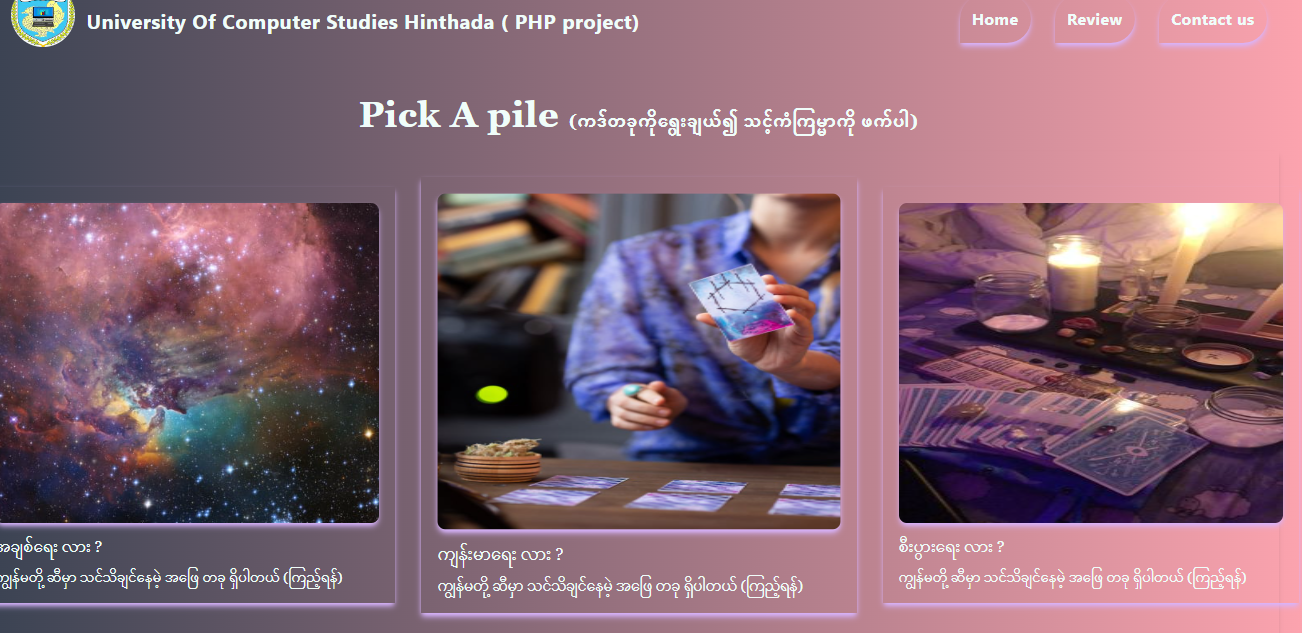 University Of Computer Studies Hinthada ( PHP project)
Home
Review
Contact us
Pick A pile (ကဒ်တခုကိုရွေးချယ်၍ သင့်ကံကြမ္မာကို ဖက်ပါ)
အချစ်ရေး လား ?
ကျွန်မတို့ ဆီမှာ သင်သိချင်နေမဲ့ အဖြေ တခု ရှိပါတယ် (ကြည့်ရန်)
ကျန်းမာရေး လား ?
ကျွန်မတို့ ဆီမှာ သင်သိချင်နေမဲ့ အဖြေ တခု ရှိပါတယ် (ကြည့်ရန်)
စီးပွားရေး လား ?
ကျွန်မတို့ ဆီမှာ သင်သိချင်နေမဲ့ အဖြေ တခု ရှိပါတယ် (ကြည့်ရန်)